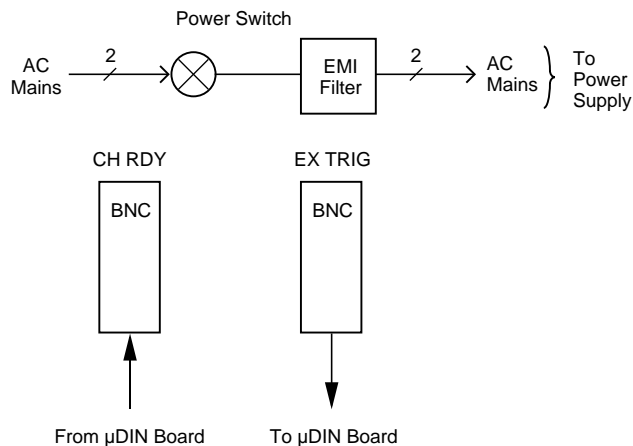 Power Switch
AC
Mains
2
EMI
Filter
2
AC
Mains
To
Power
Supply
CH RDY
EX TRIG
BNC
BNC
From µDIN Board
To µDIN Board